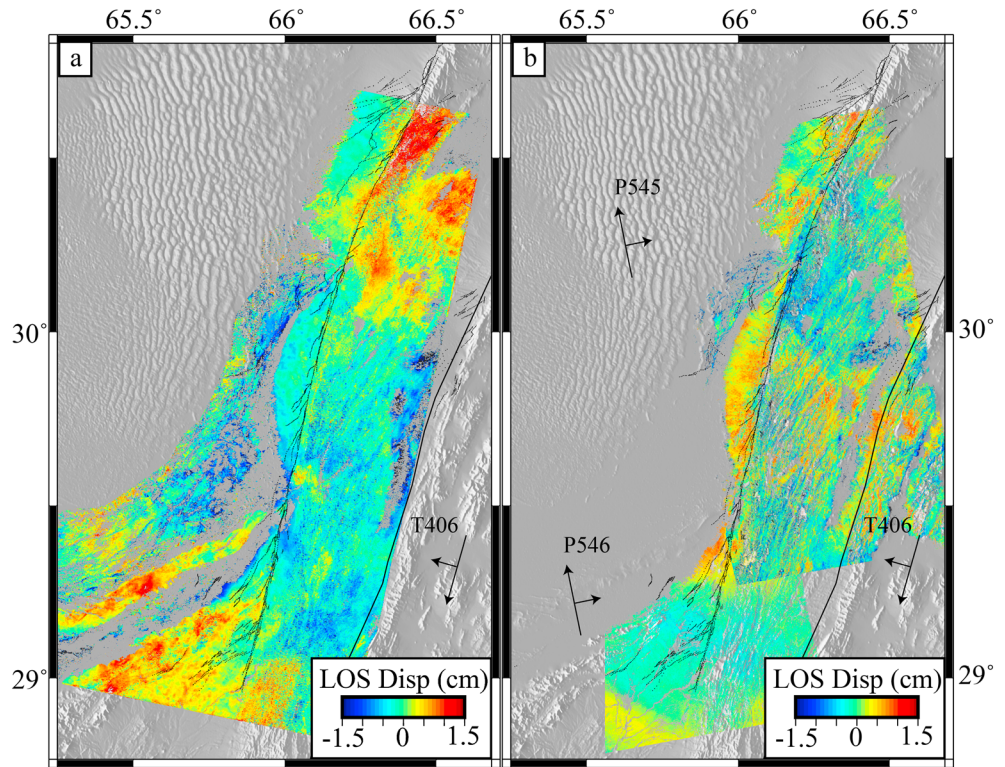 65.5˚ 66˚ 66.5˚ 65.5˚ 66˚ 66.5˚
a b
P545
30˚ 30˚
T406 T406
P546
29˚ 29˚
LOS Disp (cm) LOS Disp (cm)
-1.5 0 1.5 -1.5 0 1.5